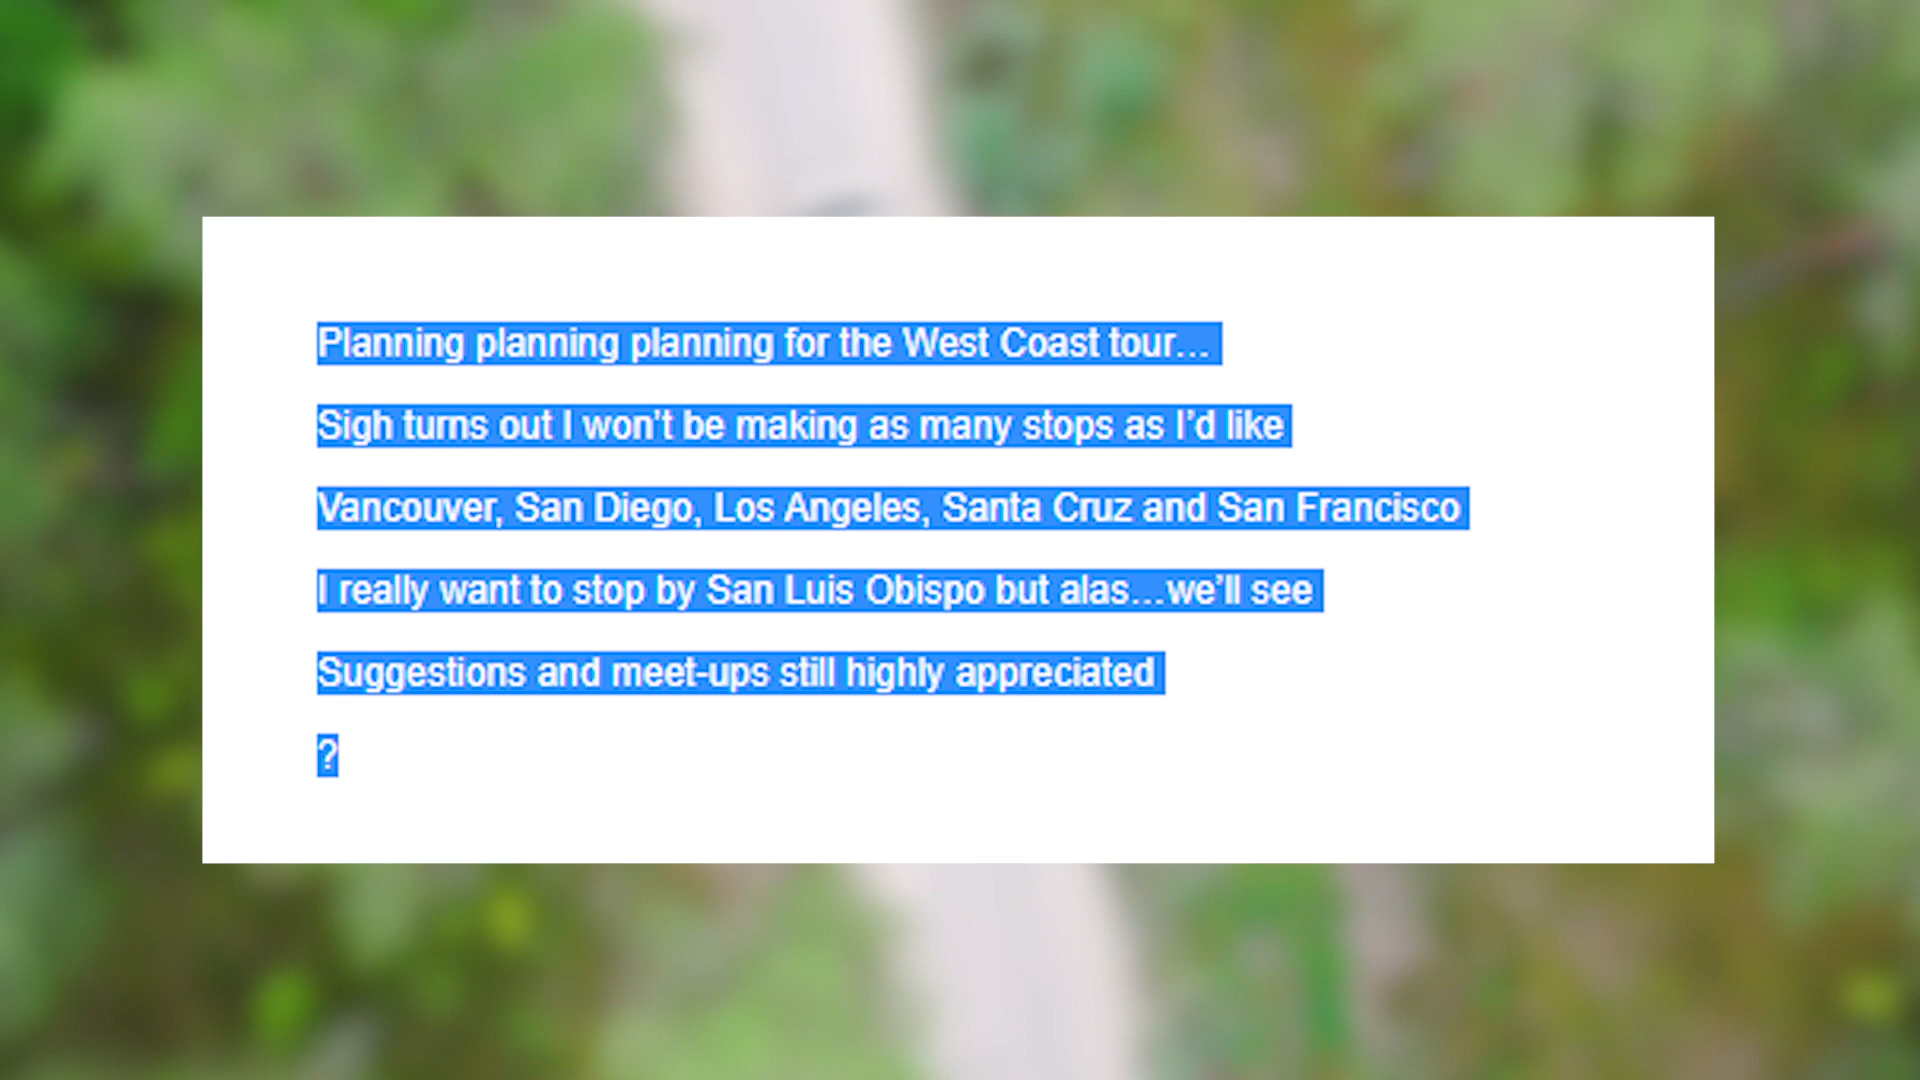 Planning planning planning for the West Coast tour…
Sigh turns out I won’t be making as many stops as I’d like
Vancouver, San Diego, Los Angeles, Santa Cruz and San Francisco
I really want to stop by San Luis Obispo but alas…we’ll see
Suggestions and meet-ups still highly appreciated
?